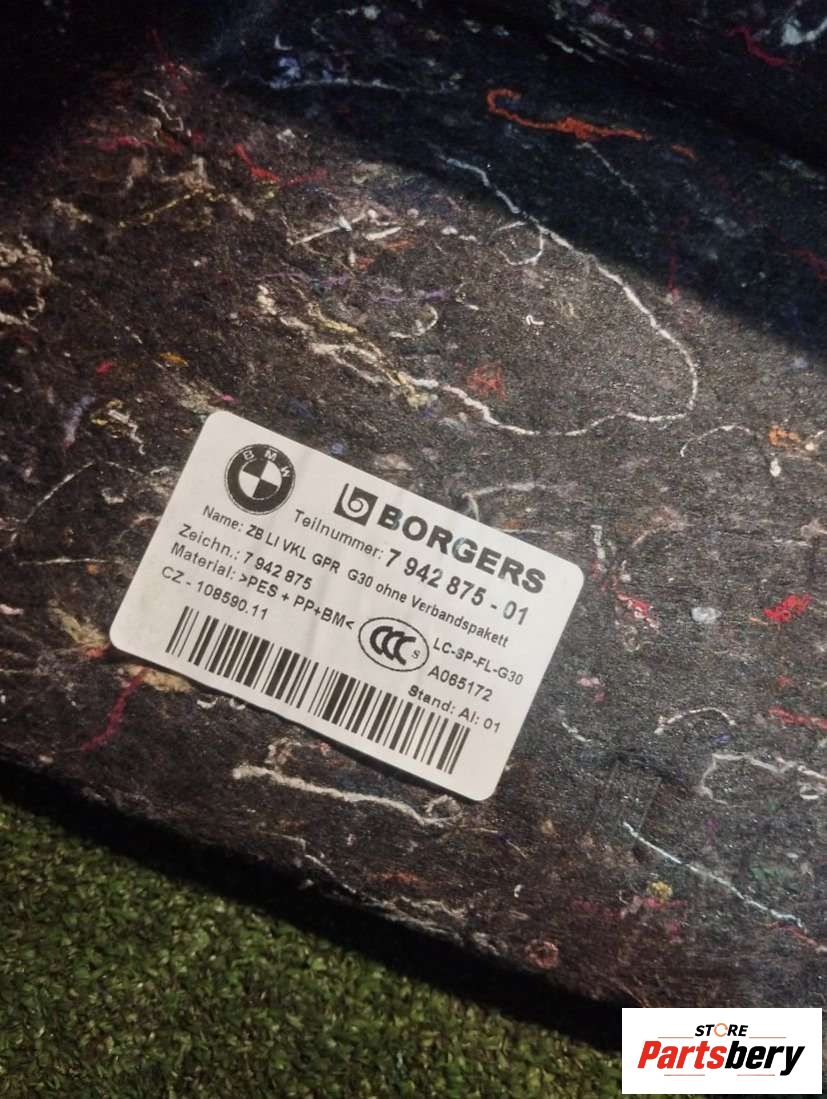 BMW
BORGERS
Teilnummer: 7 942 875 - 01
Name: ZB LI VKL GPR G30 ohne Verbandspakett
Zeichn.: 7 942 875
LC-SP-FL-G30
Material: >PES + PP+BM<
CCC S
A065172
CZ - 108590.11
Stand: AI: 01
STORE
Partsbery